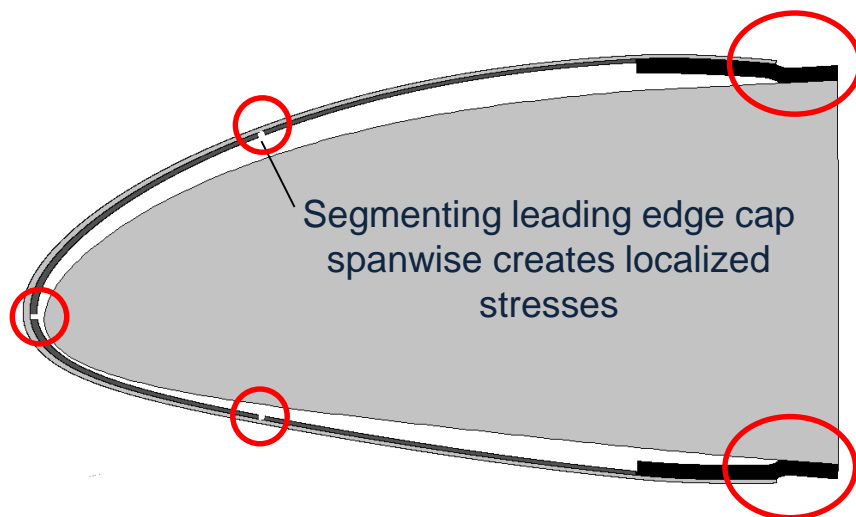 Segmenting leading edge cap
spanwise creates localized
stresses